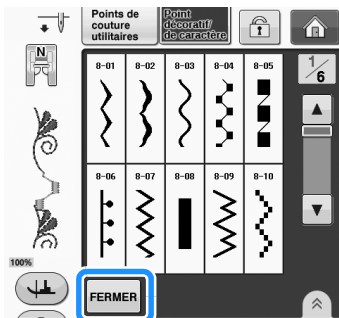 Points de
couture
utilitaires
Point
décoratif/
de caractère
N
8-01 8-02 8-03 8-04 8-05
1/6
8-06 8-07 8-08 8-09 8-10
100%
FERMER